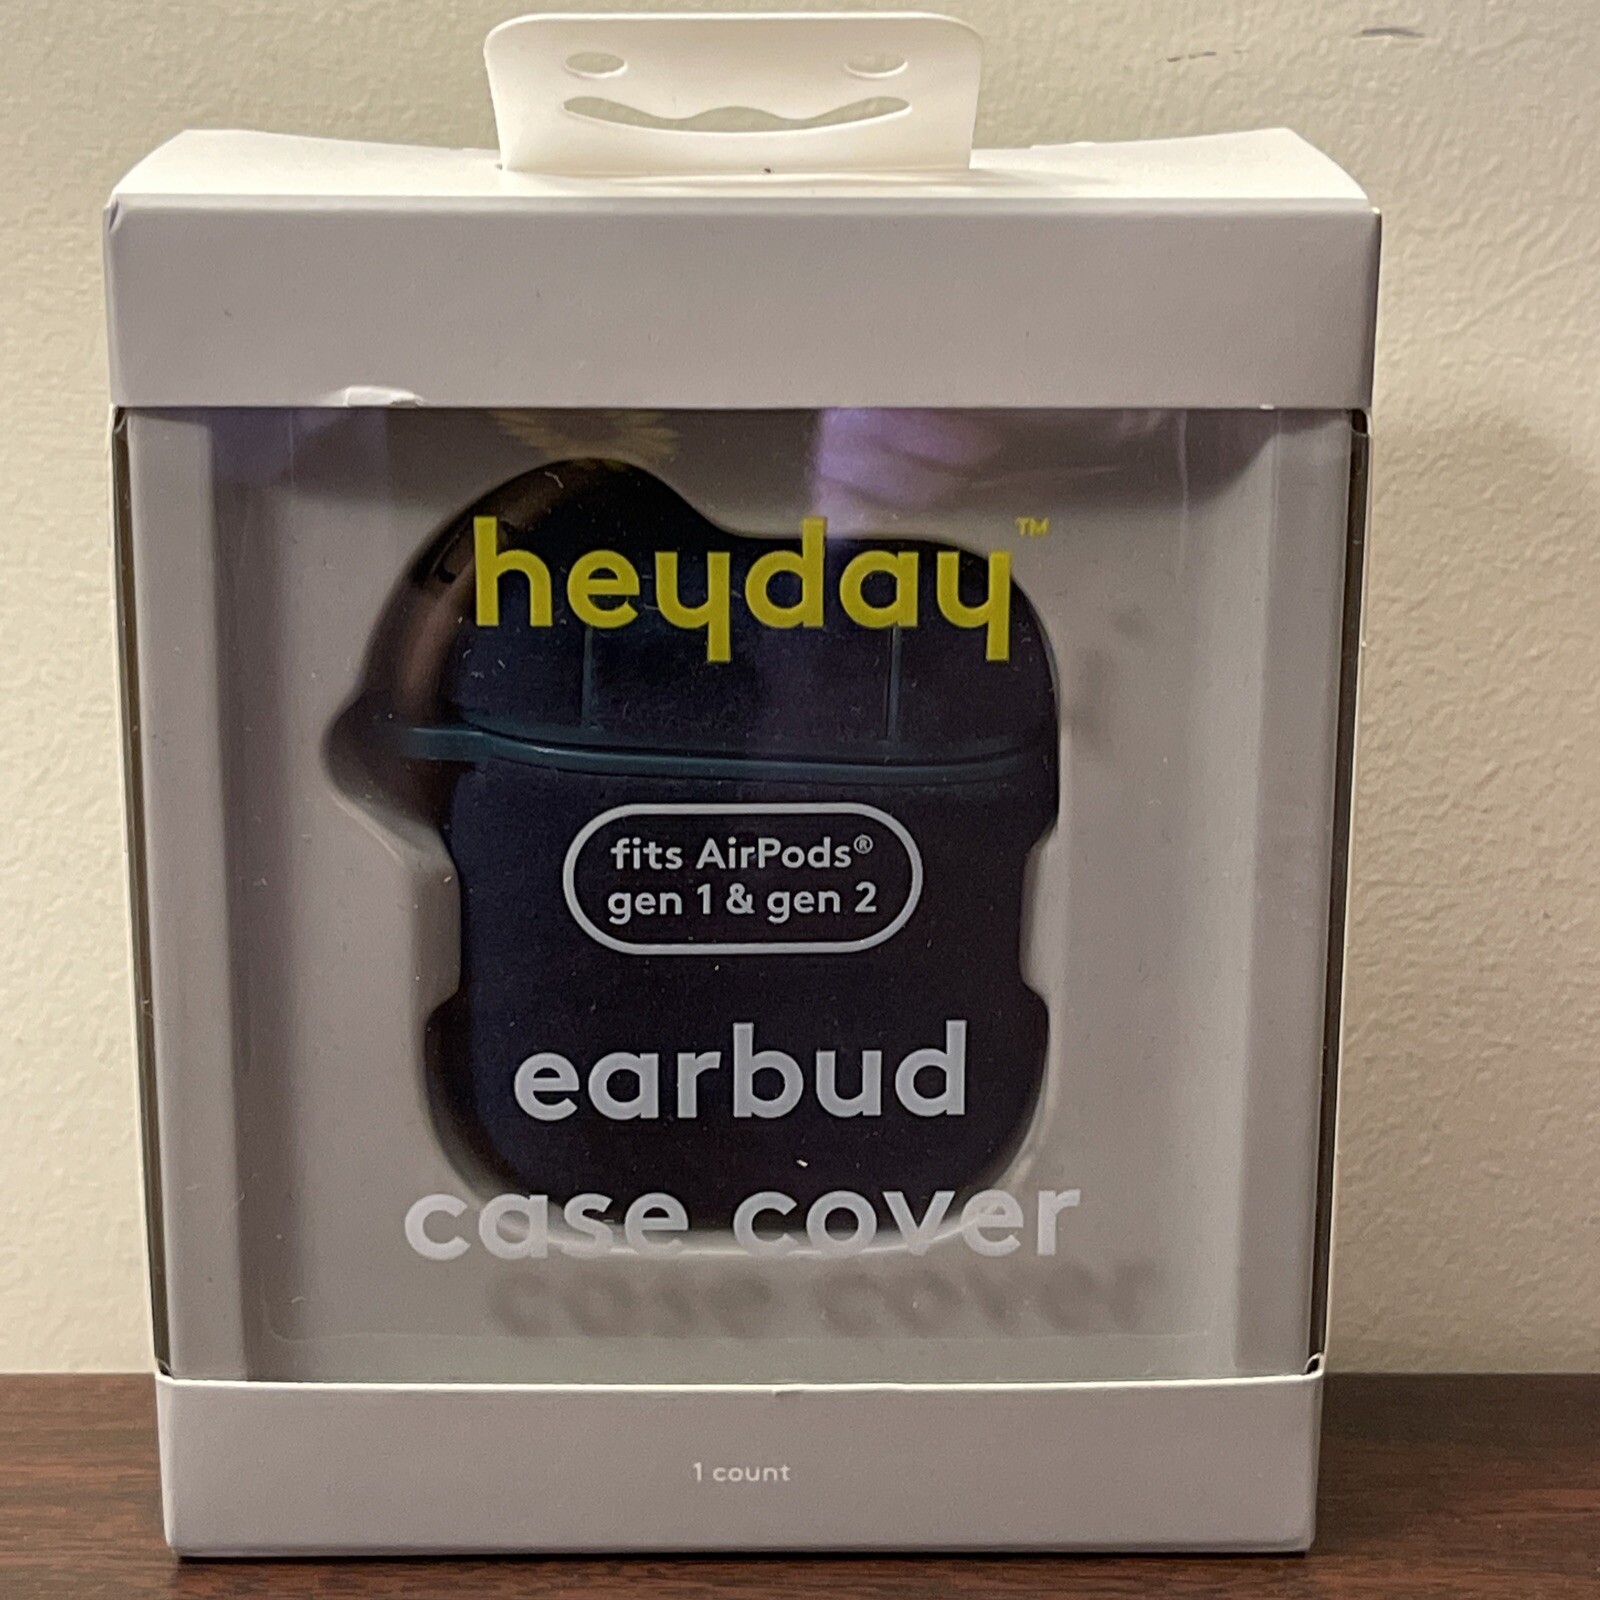 heyday™
fits AirPods®
gen 1 & gen 2
earbud
case cover
1 count